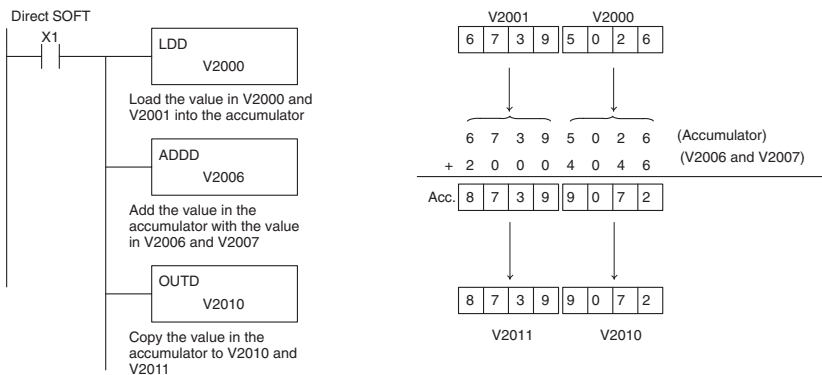 Direct SOFT
X1
LDD
V2000
Load the value in V2000 and
V2001 into the accumulator
ADDD
V2006
Add the value in the
accumulator with the value
in V2006 and V2007
OUTD
V2010
Copy the value in the
accumulator to V2010 and
V2011
V2001 V2000
6 7 3 9 5 0 2 6
6 7 3 9 5 0 2 6 (Accumulator)
+ 2 0 0 0 4 0 4 6 (V2006 and V2007)
Acc. 8 7 3 9 9 0 7 2
8 7 3 9 9 0 7 2
V2011 V2010